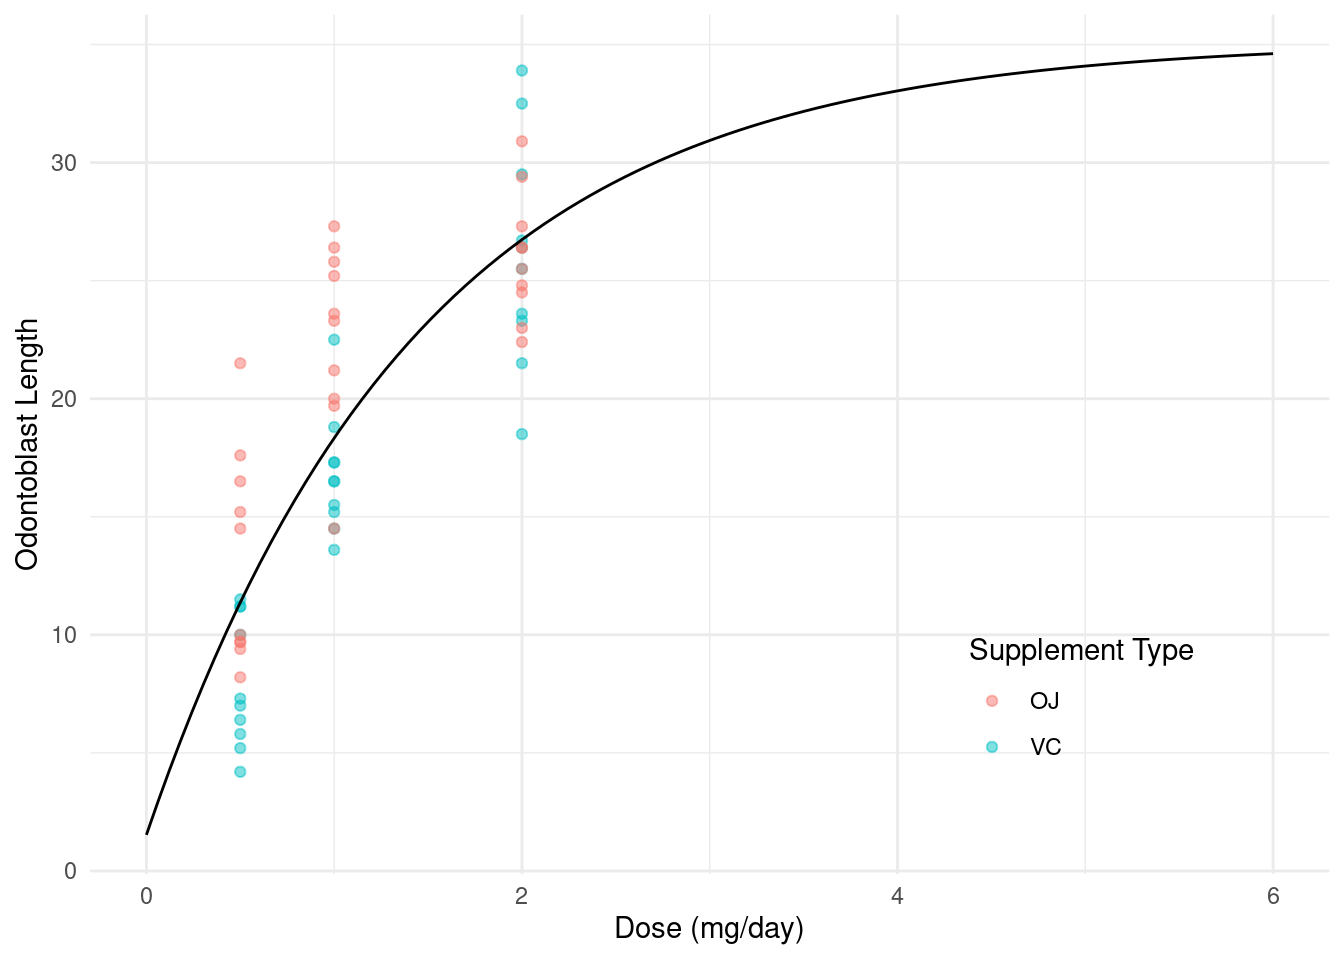 Odontoblast Length
30
20
10
0
0 2 4 6
Dose (mg/day)
Supplement Type
OJ
VC